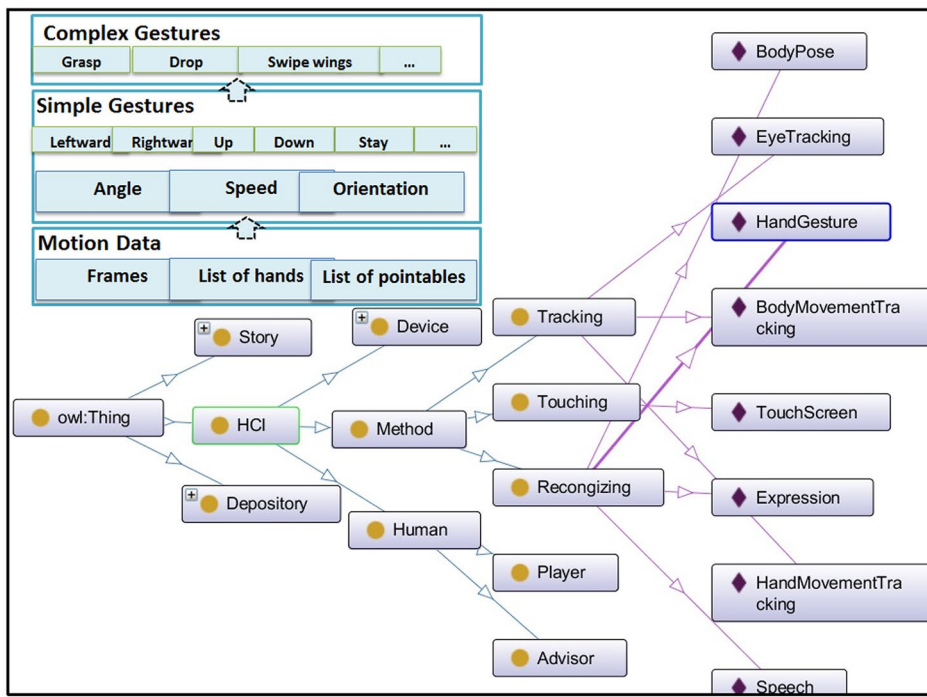 Complex Gestures
Grasp
Drop
Swipe wings
...
Simple Gestures
Leftward
Rightwar
Up
Down
Stay
...
Angle
Speed
Orientation
Motion Data
Frames
List of hands
List of pointables
BodyPose
EyeTracking
HandGesture
BodyMovementTra
cking
TouchScreen
Expression
HandMovementTra
cking
Speech
Tracking
Touching
Recongizing
Device
Story
owl:Thing
HCI
Method
Depository
Human
Player
Advisor